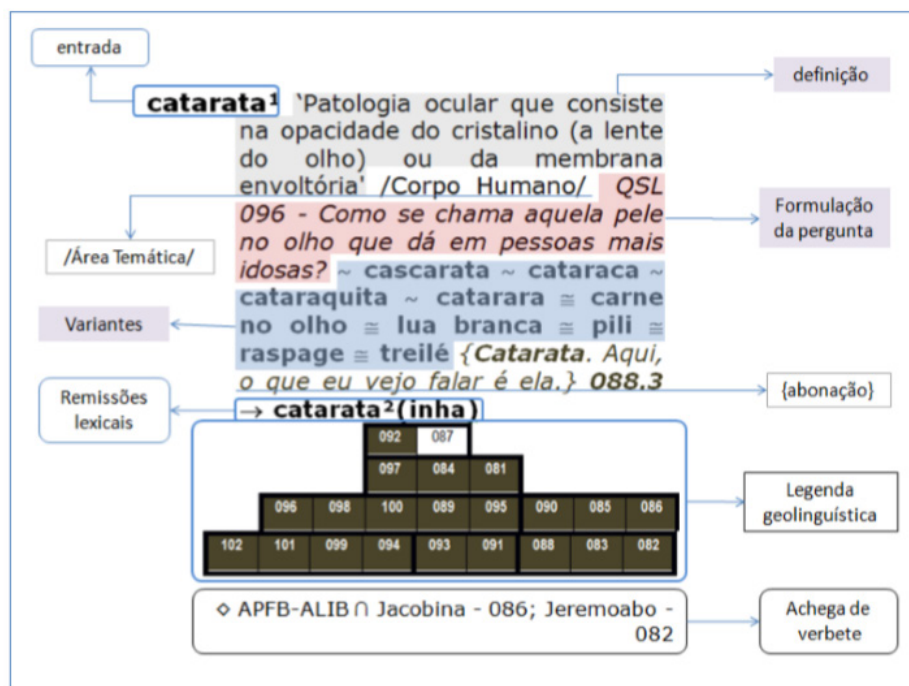 entrada
definição
catarata¹ ‘Patologia ocular que consiste
na opacidade do cristalino (a lente
do olho) ou da membrana
envoltória' /Corpo Humano/ QSL
096 - Como se chama aquela pele
no olho que dá em pessoas mais
idosas? ~ cascarata ~ cataraca ~
cataraquita ~ catarara ≅ carne
no olho ≅ lua branca ≅ pili ≅
raspage ≅ treilé {Catarata. Aqui,
o que eu vejo falar é ela.} 088.3
→ catarata²(inha)
Formulação
da pergunta
/Área Temática/
Variantes
{abonação}
Remissões
lexicais
092 087
097 084 081
096 098 100 089 095 090 085 086
102 101 099 094 093 091 088 083 082
Legenda
geolinguística
◇ APFB-ALIB ∩ Jacobina - 086; Jeremoabo -
082
Achega de
verbete